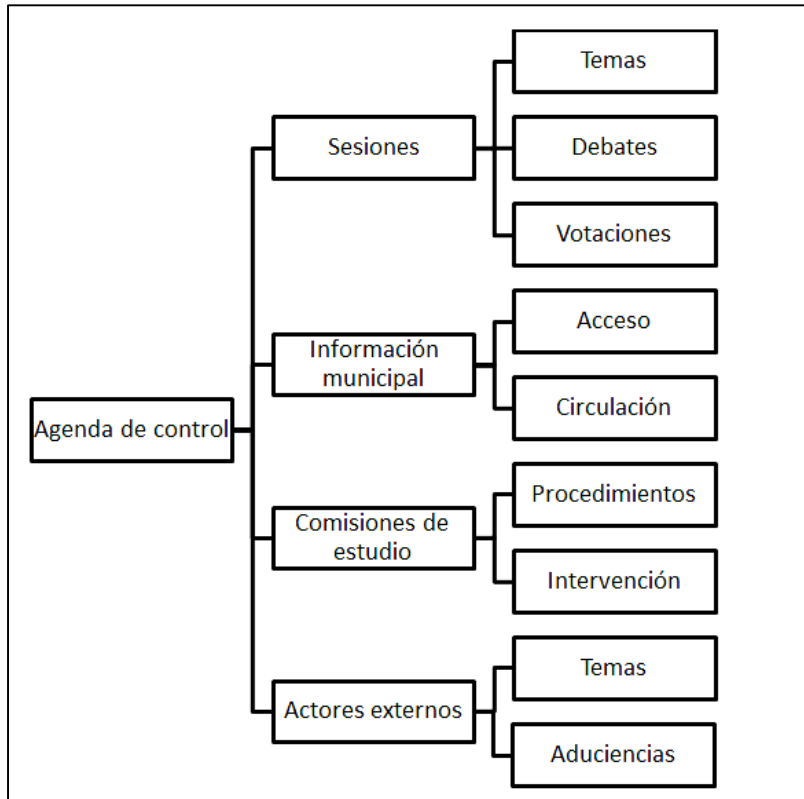 Agenda de control
Sesiones
Temas
Debates
Votaciones
Información
municipal
Acceso
Circulación
Comisiones de
estudio
Procedimientos
Intervención
Actores externos
Temas
Aduciencias